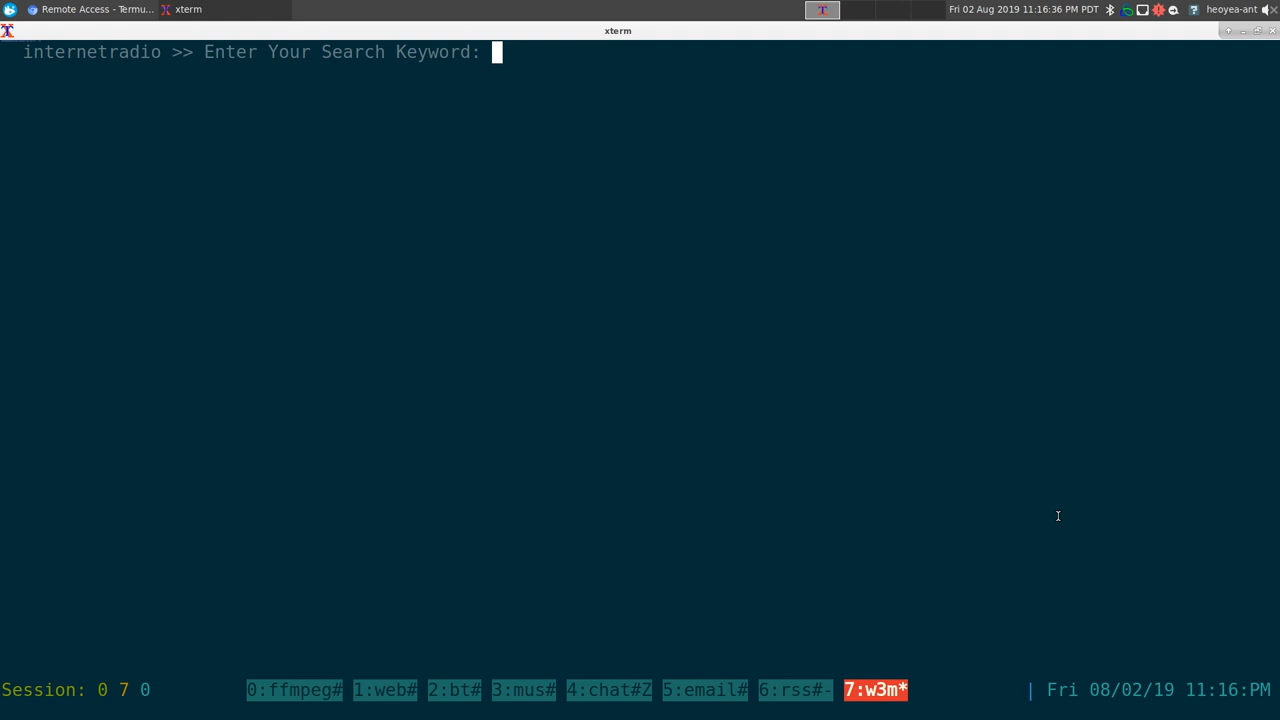 Remote Access - Termu...
xterm
Fri 02 Aug 2019 11:16:36 PM PDT
heoyea-ant
xterm
internetradio >> Enter Your Search Keyword:
Session: 0 7 0 0:ffmpeg# 1:web# 2:bt# 3:mus# 4:chat#Z 5:email# 6:rss#- 7:w3m* | Fri 08/02/19 11:16:PM